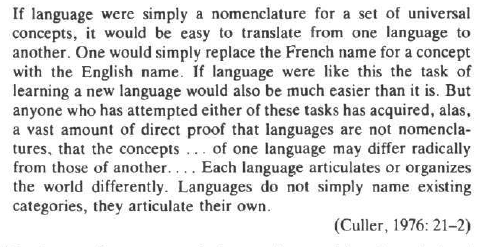 If language were simply a nomenclature for a set of universal
concepts, it would be easy to translate from one language to
another. One would simply replace the French name for a concept
with the English name. If language were like this the task of
learning a new language would also be much easier than it is. But
anyone who has attempted either of these tasks has acquired, alas,
a vast amount of direct proof that languages are not nomencla-
tures, that the concepts ... of one language may differ radically
from those of another. ... Each language articulates or organizes
the world differently. Languages do not simply name existing
categories, they articulate their own.
(Culler, 1976: 21–2)